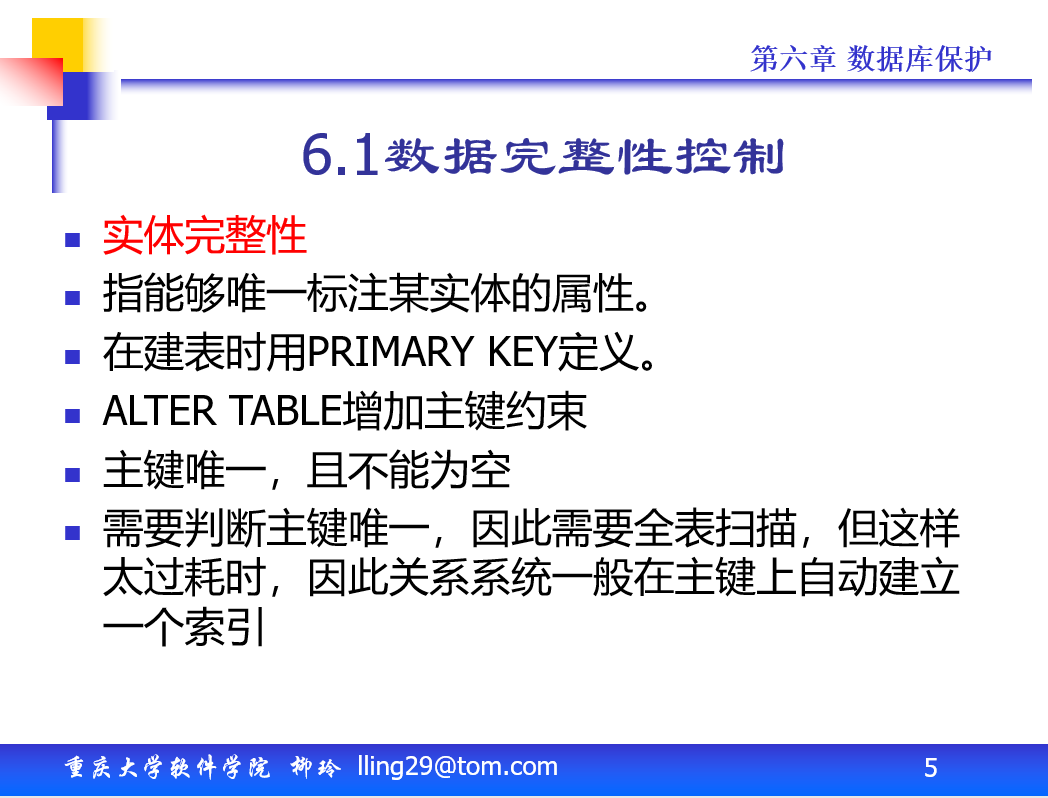 第六章 数据库保护
6.1数据完整性控制
实体完整性
指能够唯一标注某实体的属性。
在建表时用PRIMARY KEY定义。
ALTER TABLE增加主键约束
主键唯一，且不能为空
需要判断主键唯一，因此需要全表扫描，但这样
太过耗时，因此关系系统一般在主键上自动建立
一个索引
重庆大学软件学院 柳玲 lling29@tom.com
5